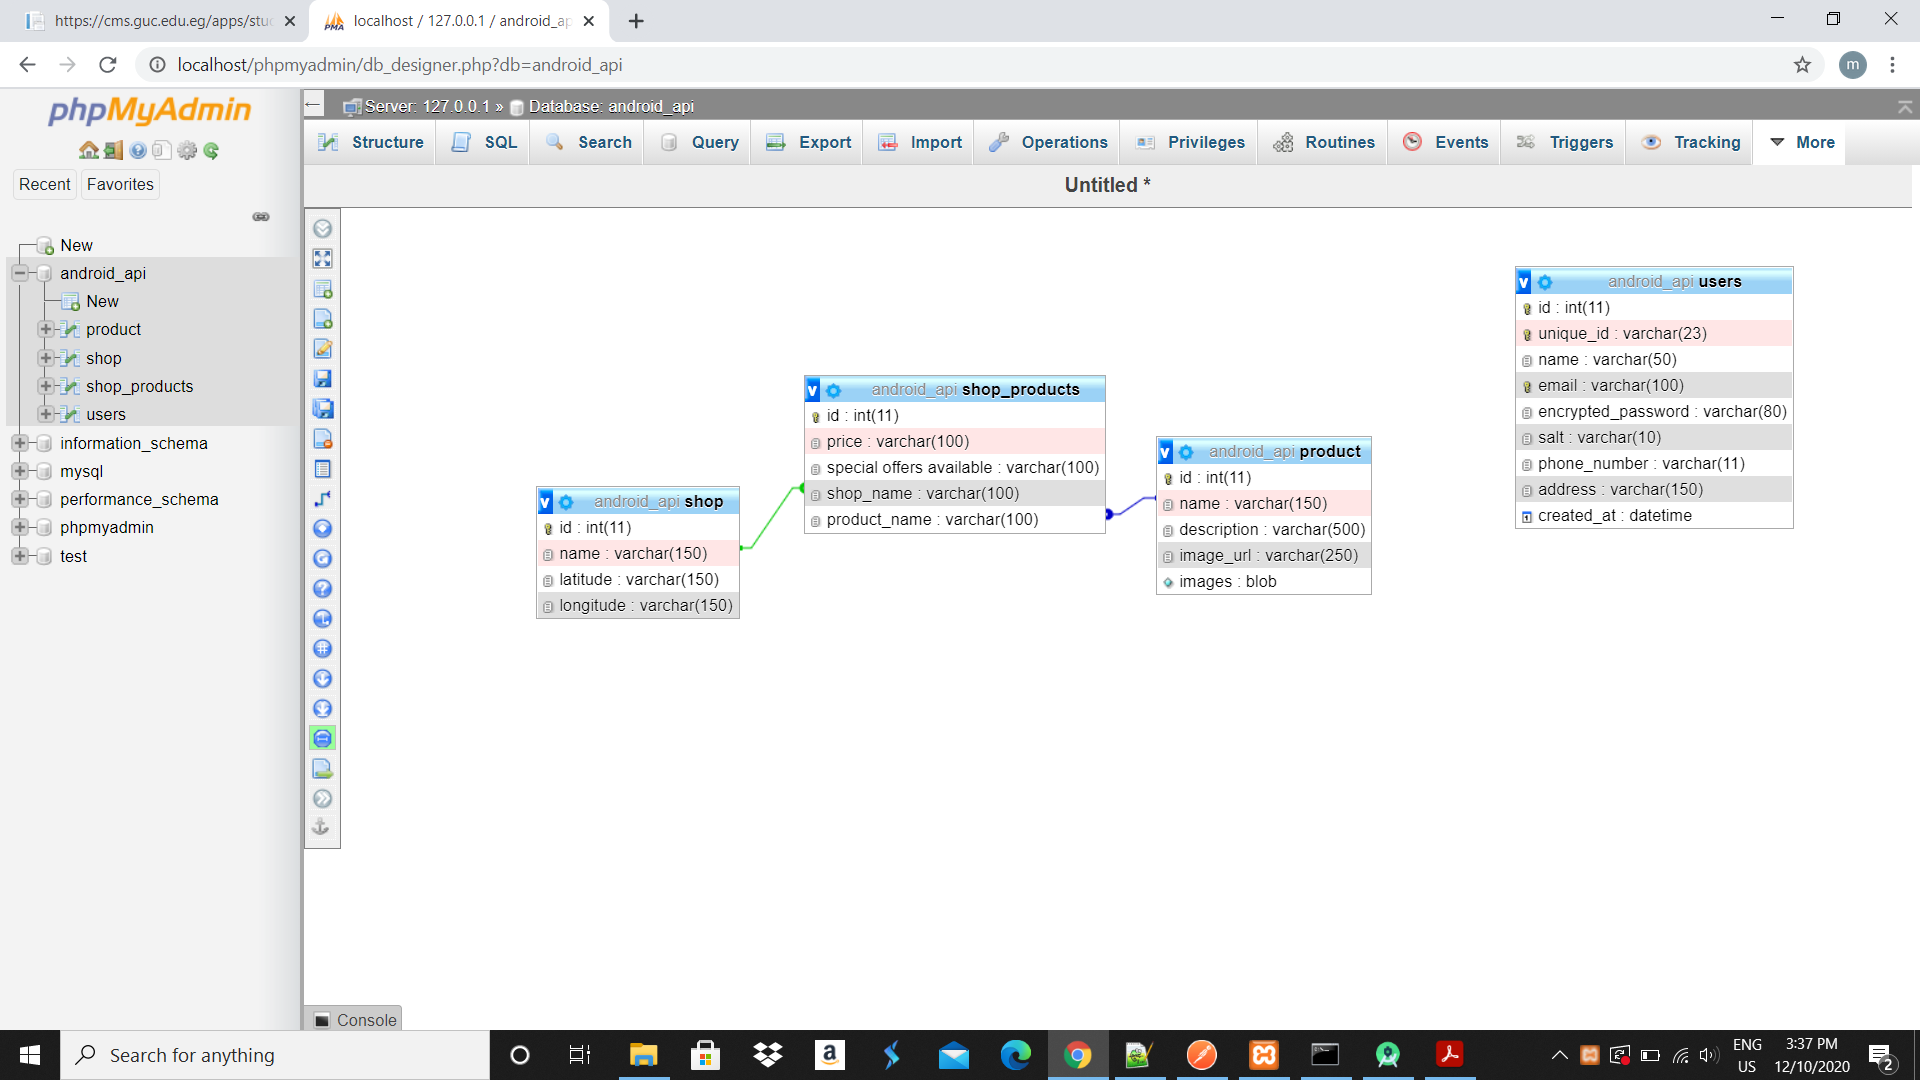 https://cms.guc.edu.eg/apps/stu
localhost / 127.0.0.1 / android_ap
localhost/phpmyadmin/db_designer.php?db=android_api
m
phpMyAdmin
Recent
Favorites
New
android_api
New
product
shop
shop_products
users
information_schema
mysql
performance_schema
phpmyadmin
test
Server: 127.0.0.1 » Database: android_api
Structure
SQL
Search
Query
Export
Import
Operations
Privileges
Routines
Events
Triggers
Tracking
More
Untitled *
android_api shop
id : int(11)
name : varchar(150)
latitude : varchar(150)
longitude : varchar(150)
android_api shop_products
id : int(11)
price : varchar(100)
special offers available : varchar(100)
shop_name : varchar(100)
product_name : varchar(100)
android_api product
id : int(11)
name : varchar(150)
description : varchar(500)
image_url : varchar(250)
images : blob
android_api users
id : int(11)
unique_id : varchar(23)
name : varchar(50)
email : varchar(100)
encrypted_password : varchar(80)
salt : varchar(10)
phone_number : varchar(11)
address : varchar(150)
created_at : datetime
Console
Search for anything
ENG
US
3:37 PM
12/10/2020
2